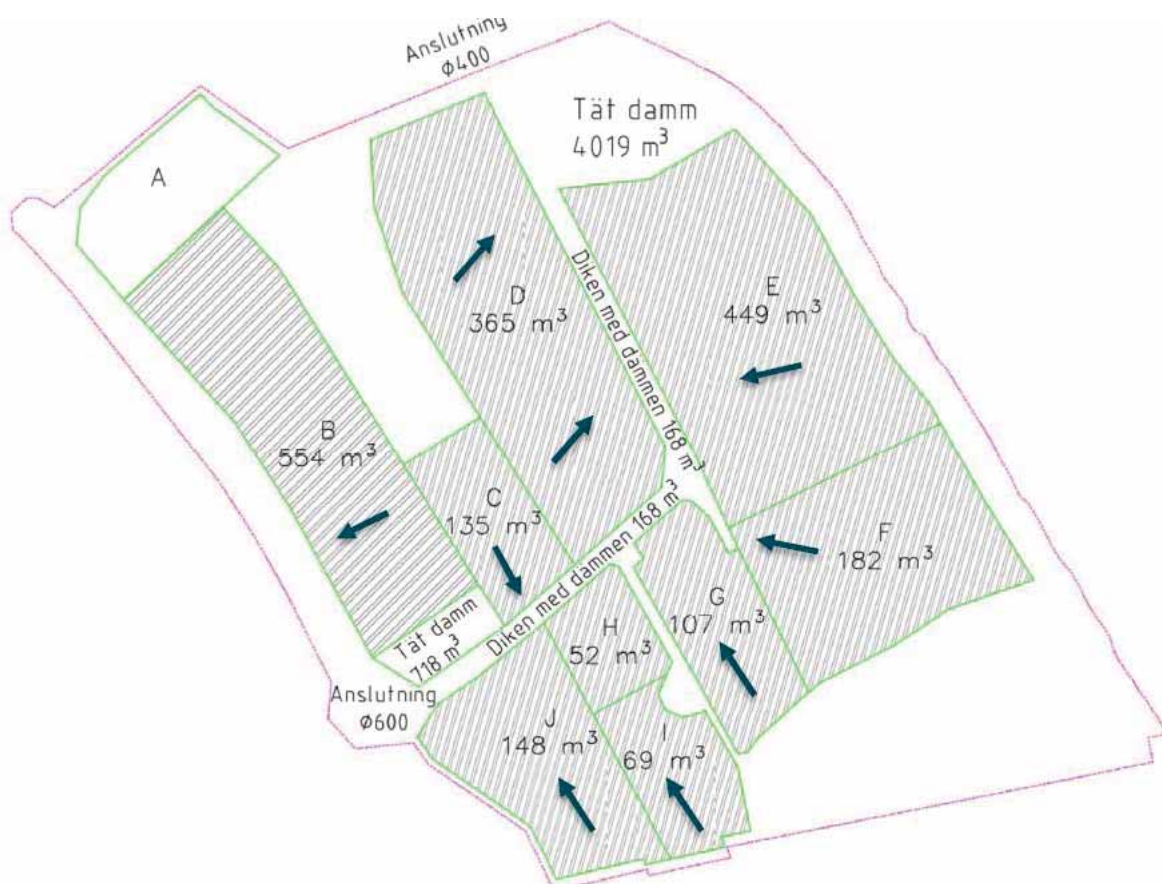 Anslutning
φ400
Tät damm
4019 m³
A
D
365 m³
Diken med dammen 168 m³
E
449 m³
B
554 m³
C
135 m³
Diken med dammen 168 m³
F
182 m³
G
107 m³
H
52 m³
Tät damm
718 m³
Anslutning
φ600
J
148 m³
I
69 m³